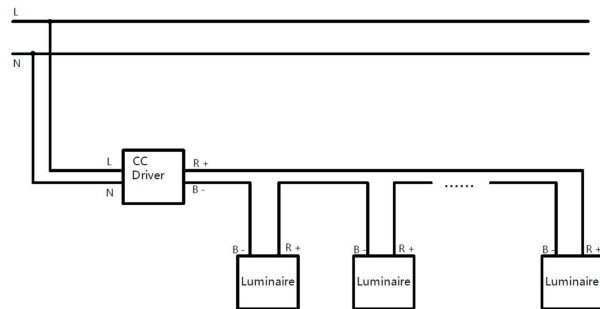 L
N
L
CC
Driver
R +
N
B -
......
B -
R +
B -
R +
B -
R +
Luminaire
Luminaire
Luminaire